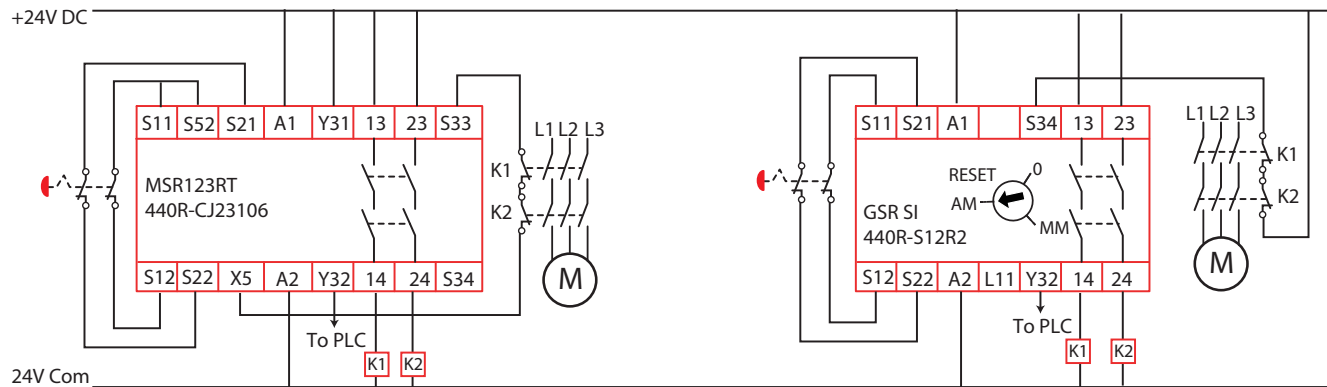 +24V DC
S11 S52 S21 A1 Y31 13 23 S33
MSR123RT
440R-CJ23106
S12 S22 X5 A2 Y32 14 24 S34
L1 L2 L3
K1
K2
M
To PLC
K1 K2
S11 S21 A1 S34 13 23
RESET 0
AM
MM
GSR SI
440R-S12R2
S12 S22 A2 L11 Y32 14 24
L1 L2 L3
K1
K2
M
To PLC
K1 K2
24V Com